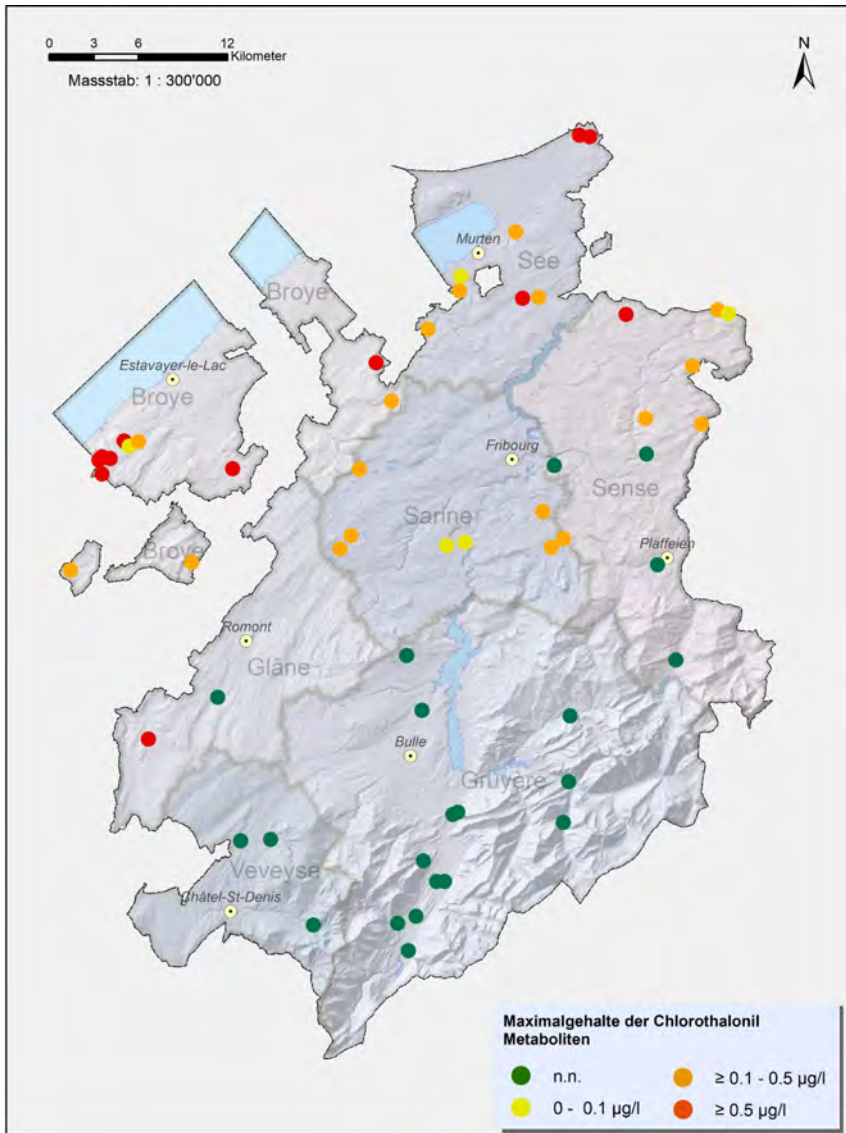 0 3 6 12
Kilometer
Massstab: 1 : 300'000
N
Murten
See
Broye
Estavayer-le-Lac
Broye
Fribourg
Sense
Sarine
Broye
Plaffeien
Romont
Glâne
Bulle
Gruyère
Veveyse
Châtel-St-Denis
Maximalgehalte der Chlorothalonil
Metaboliten
n.n.
≥ 0.1 - 0.5 µg/l
0 - 0.1 µg/l
≥ 0.5 µg/l